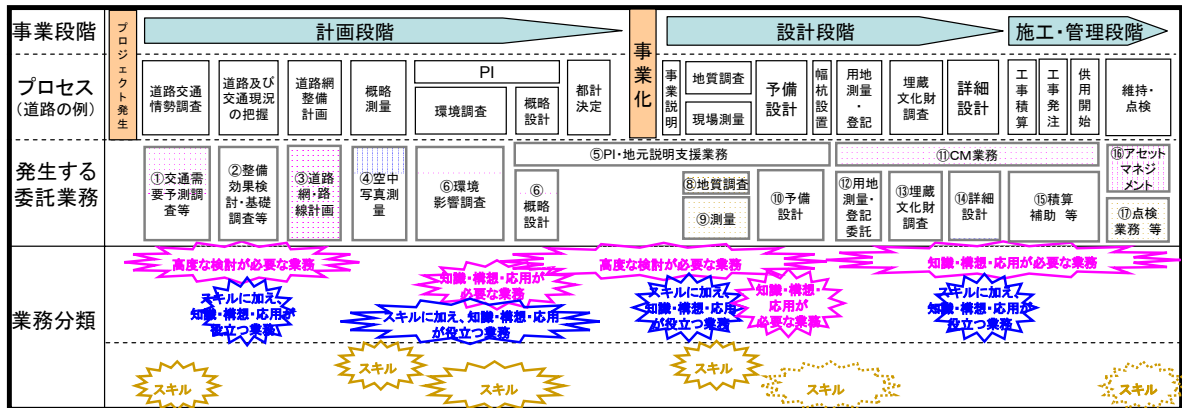 事業段階
プロジェクト発生
計画段階
事業化
設計段階
施工・管理段階
プロセス
(道路の例)
道路交通
情勢調査
道路及び
交通現況
の把握
道路網
整備
計画
概略
測量
PI
環境調査
概略
設計
都計
決定
事業説明
地質調査
現場測量
予備
設計
幅杭設置
用地
測量・
登記
埋蔵
文化財
調査
詳細
設計
工事積算
工事発注
供用開始
維持・
点検
発生する
委託業務
①交通需
要予測調
査等
②整備
効果検
討・基礎
調査等
③道路
網・路
線計画
④空中
写真測
量
⑤PI・地元説明支援業務
⑥環境
影響調査
⑥
概略
設計
⑧地質調査
⑨測量
⑩予備
設計
⑪CM業務
⑫用地
測量・
登記
委託
⑬埋蔵
文化財
調査
⑭詳細
設計
⑮積算
補助 等
⑯アセット
マネジ
メント
⑰点検
業務 等
業務分類
高度な検討が必要な業務
スキルに加え、
知識・構想・応用が
役立つ業務
知識・構想・応用が
必要な業務
スキルに加え、知識・構想・応用
が役立つ業務
高度な検討が必要な業務
スキルに加え、
知識・構想・応用
が役立つ業務
知識・構想・
応用が
必要な業務
知識・構想・応用が必要な業務
スキルに加え、
知識・構想・応用が
役立つ業務
スキル
スキル
スキル
スキル
スキル
スキル